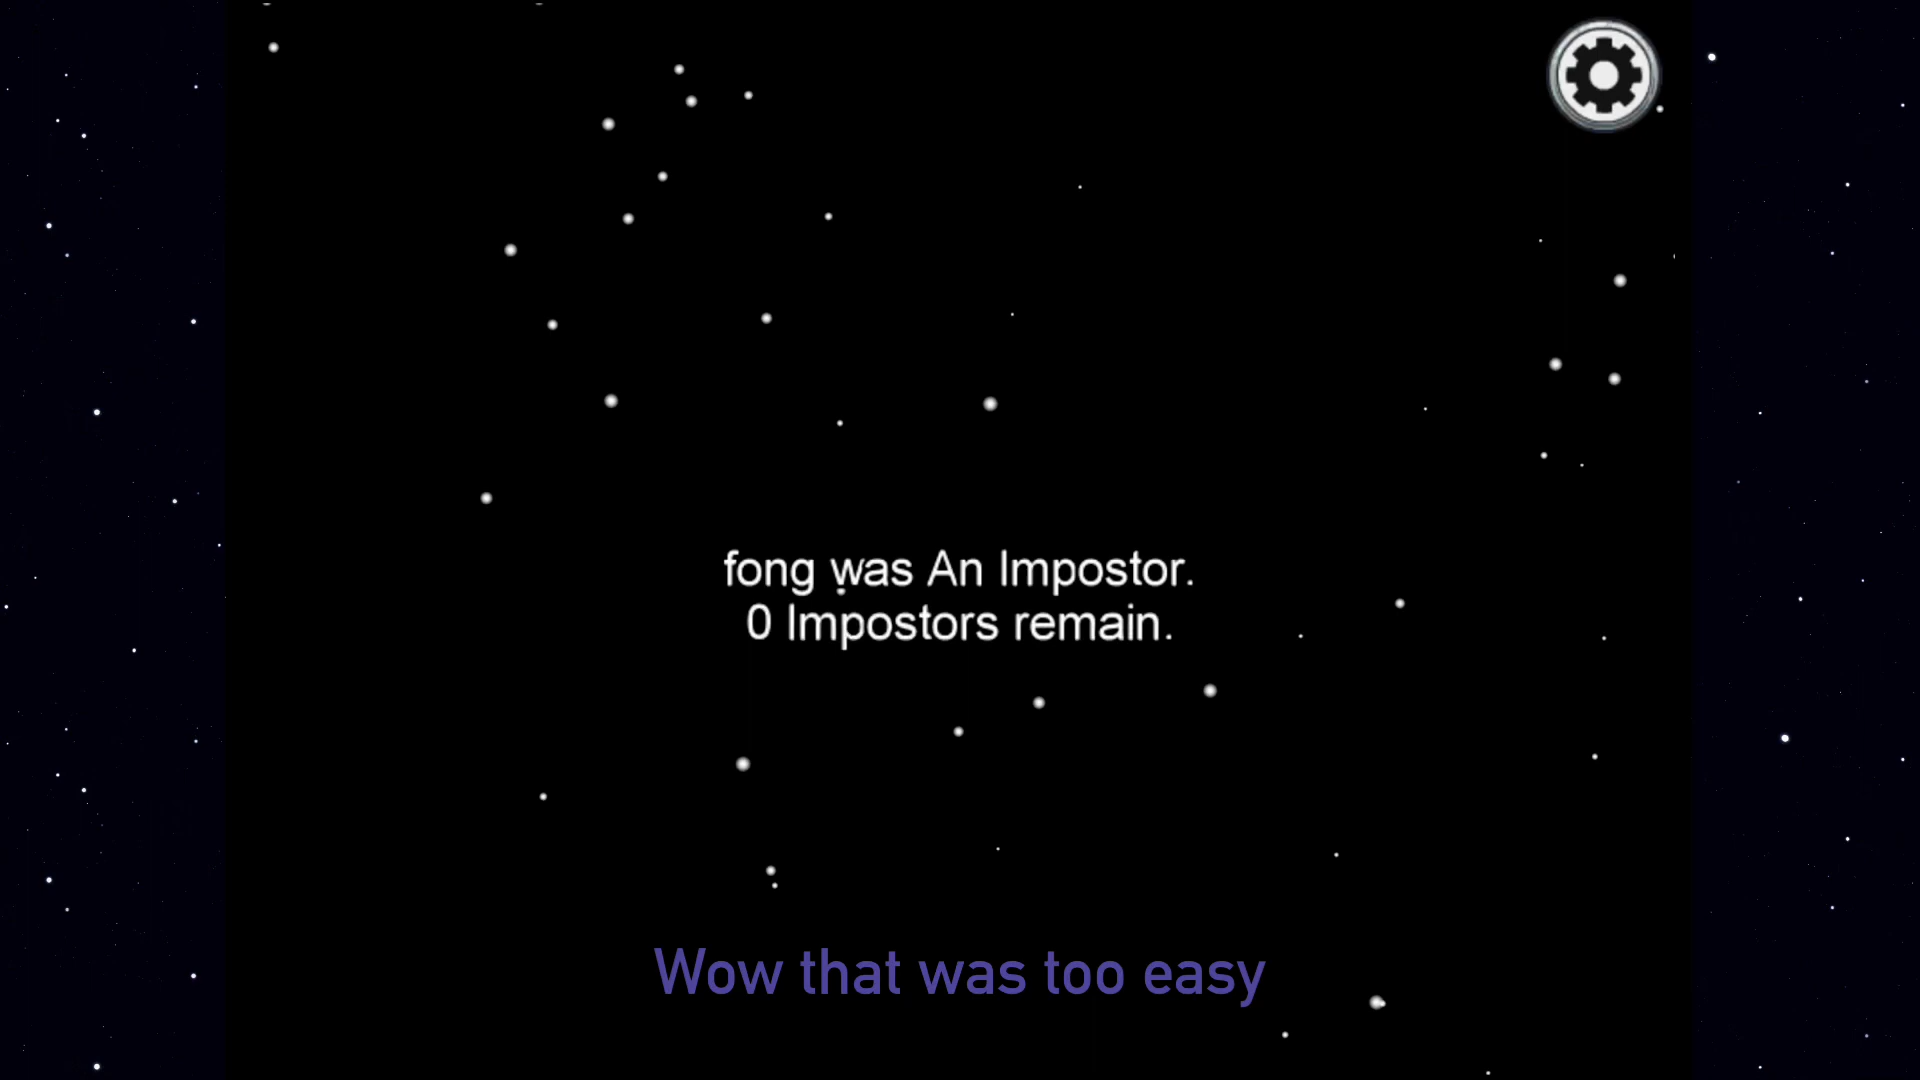 fong was An Impostor.
0 Impostors remain.
Wow that was too easy